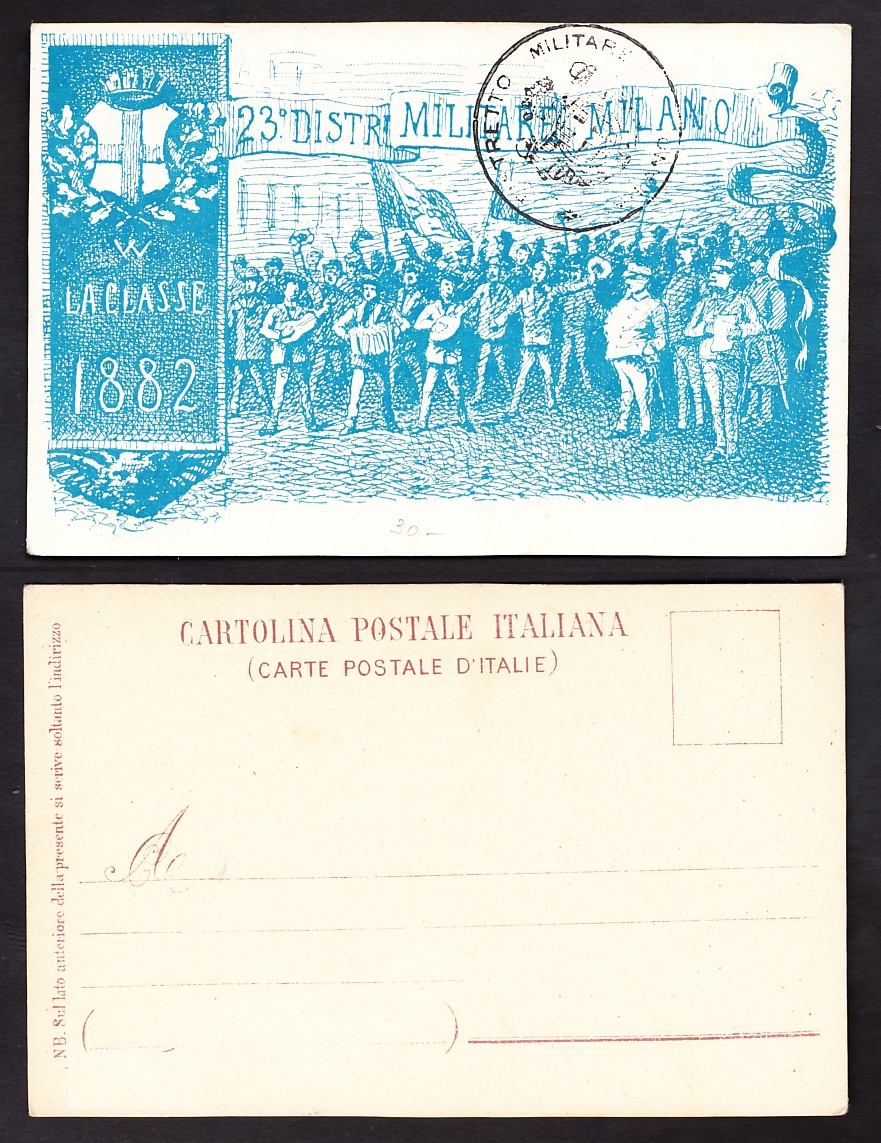 23° DISTR MILITARE MILANO
W
LA CLASSE
1882
MILITARE
30-
CARTOLINA POSTALE ITALIANA
(CARTE POSTALE D'ITALIE)
NB. Sul lato anteriore della presente si scrive soltanto l'indirizzo
A